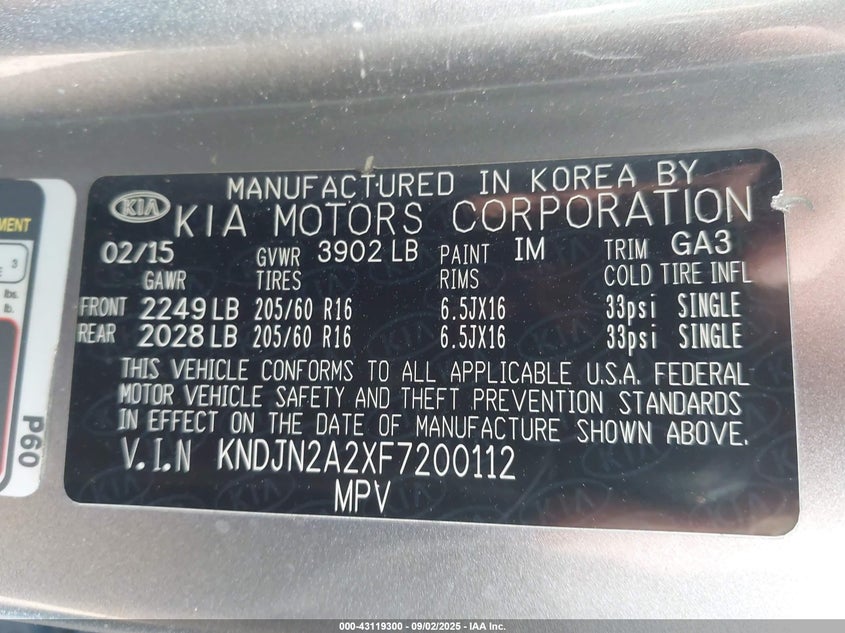 MANUFACTURED IN KOREA BY
KIA KIA MOTORS CORPORATION
02/15 GVWR 3902 LB PAINT IM TRIM GA3
GAWR TIRES RIMS COLD TIRE INFL
FRONT 2249 LB 205/60 R16 6.5JX16 33psi SINGLE
REAR 2028 LB 205/60 R16 6.5JX16 33psi SINGLE
THIS VEHICLE CONFORMS TO ALL APPLICABLE U.S.A. FEDERAL
MOTOR VEHICLE SAFETY AND THEFT PREVENTION STANDARDS
IN EFFECT ON THE DATE OF MANUFACTURE SHOWN ABOVE.
V.I.N KNDJN2A2XF7200112
MPV
MENT
3
lbs.
lb.
P60
000-43119300 - 09/02/2025 - IAA Inc.